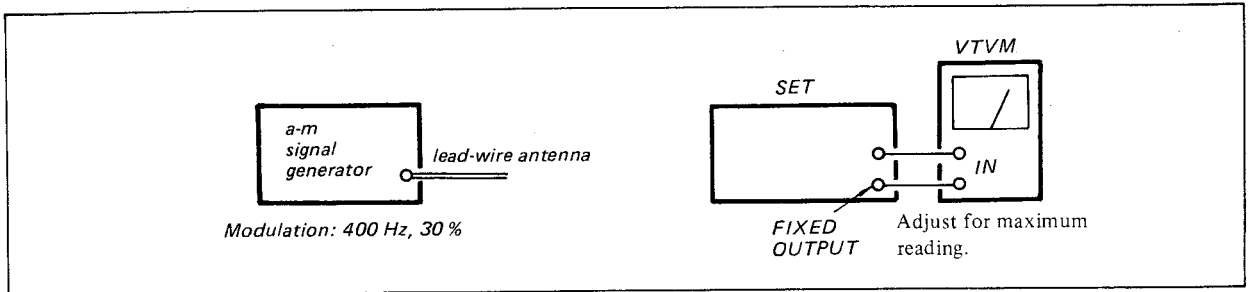 a-m
signal
generator
lead-wire antenna
Modulation: 400 Hz, 30 %
SET
FIXED
OUTPUT
VTVM
IN
Adjust for maximum
reading.